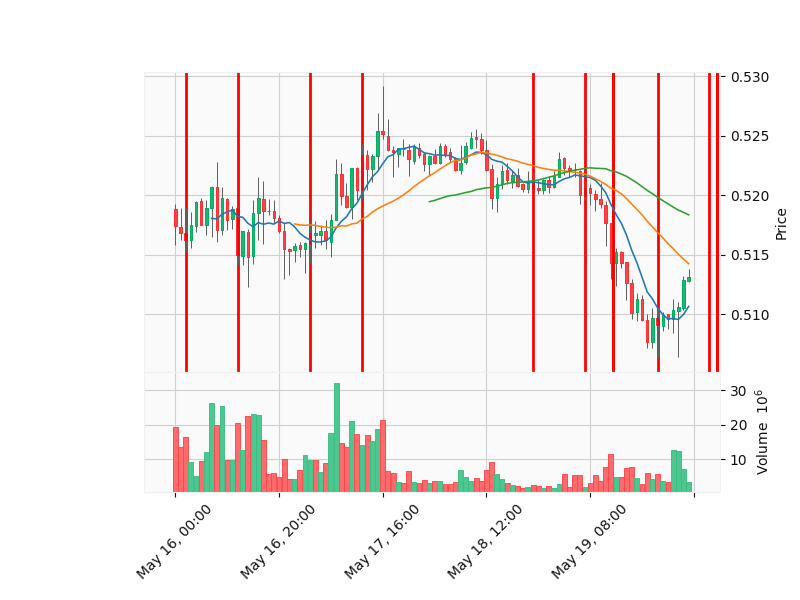 0.530
0.525
0.520
0.515
0.510
Price
30
20
10
Volume 10⁶
May 16, 00:00
May 16, 20:00
May 17, 16:00
May 18, 12:00
May 19, 08:00